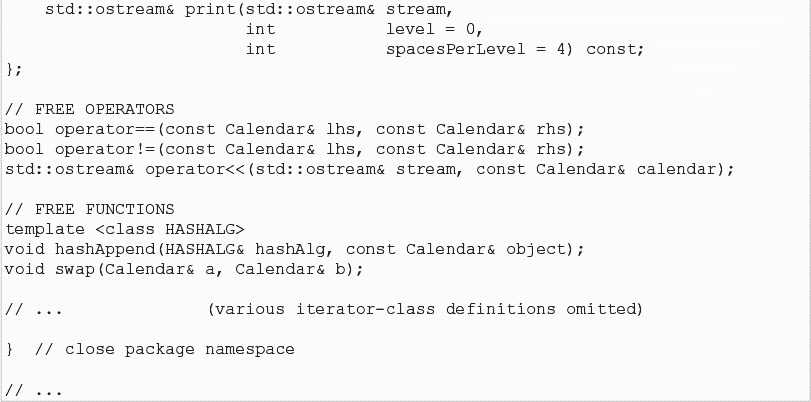 std::ostream& print(std::ostream& stream,
                        int           level = 0,
                        int           spacesPerLevel = 4) const;
};

// FREE OPERATORS
bool operator==(const Calendar& lhs, const Calendar& rhs);
bool operator!=(const Calendar& lhs, const Calendar& rhs);
std::ostream& operator<<(std::ostream& stream, const Calendar& calendar);

// FREE FUNCTIONS
template <class HASHALG>
void hashAppend(HASHALG& hashAlg, const Calendar& object);
void swap(Calendar& a, Calendar& b);

// ...              (various iterator-class definitions omitted)

}  // close package namespace

// ...